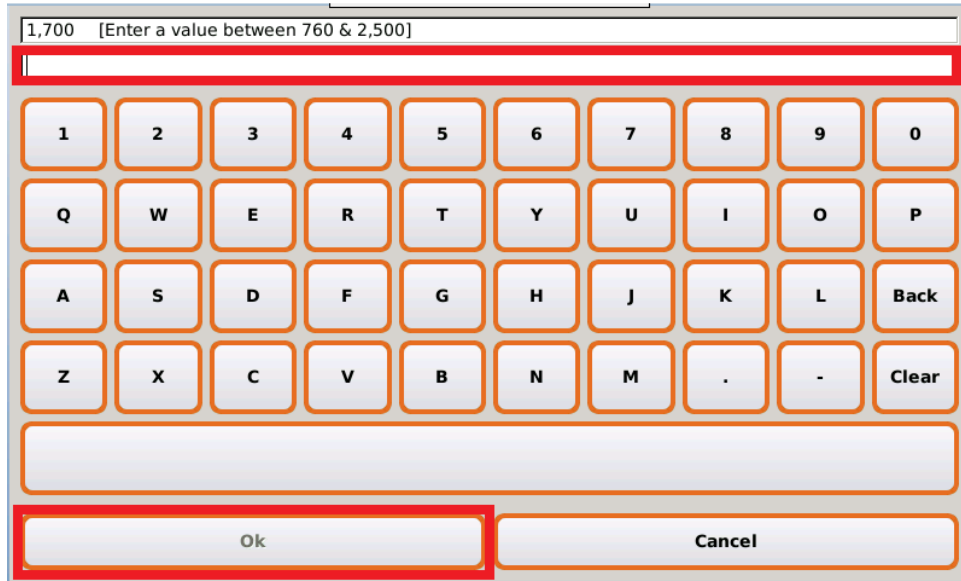 1,700 [Enter a value between 760 & 2,500]
1 2 3 4 5 6 7 8 9 0
Q W E R T Y U I O P
A S D F G H J K L Back
Z X C V B N M . - Clear
Ok Cancel